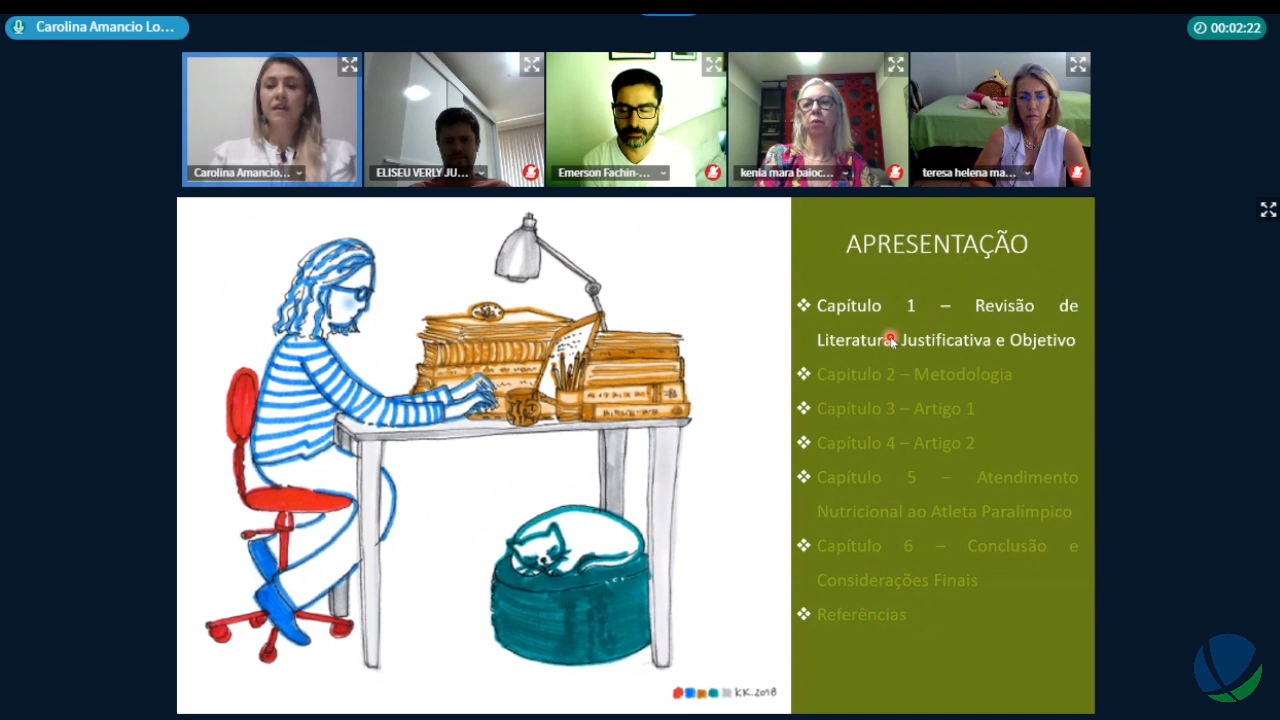 Carolina Amancio Lo...
00:02:22
Carolina Amancio...
ELISEU VERLY JU...
Emerson Fachin-...
kenia mara baioc...
teresa helena ma...
APRESENTAÇÃO
❖ Capítulo 1 – Revisão de
Literatura, Justificativa e Objetivo
❖ Capitulo 2 – Metodologia
❖ Capítulo 3 – Artigo 1
❖ Capítulo 4 – Artigo 2
❖ Capítulo 5 – Atendimento
Nutricional ao Atleta Paralímpico
❖ Capítulo 6 – Conclusão e
Considerações Finais
❖ Referências
K.K. 2018